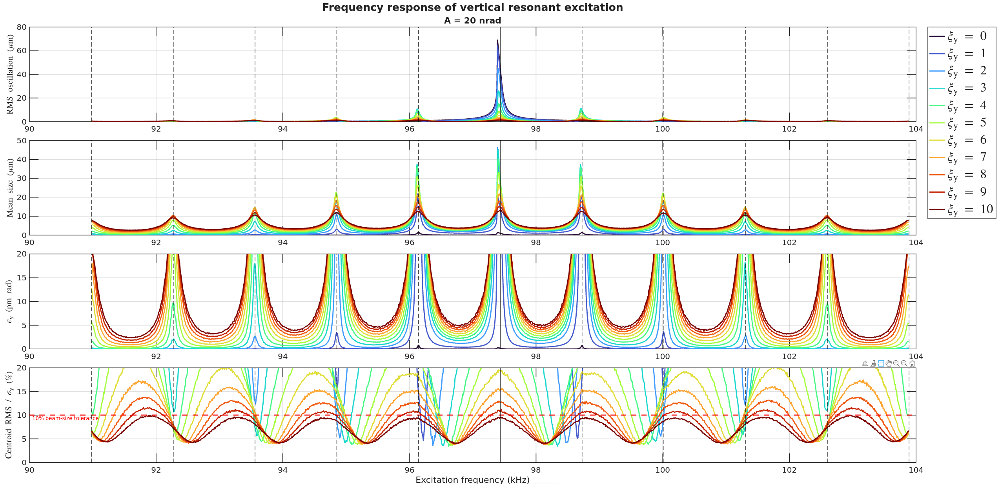 Frequency response of vertical resonant excitation
A = 20 nrad
RMS oscillation (μm)
80
60
40
20
0
90 92 94 96 98 100 102 104
Mean size (μm)
50
40
30
20
10
0
90 92 94 96 98 100 102 104
ϵy (pm rad)
20
15
10
5
0
90 92 94 96 98 100 102 104
Centroid RMS / σy (%)
20
15
10
5
0
10% beam-size tolerance
90 92 94 96 98 100 102 104
Excitation frequency (kHz)
ξy = 0
ξy = 1
ξy = 2
ξy = 3
ξy = 4
ξy = 5
ξy = 6
ξy = 7
ξy = 8
ξy = 9
ξy = 10